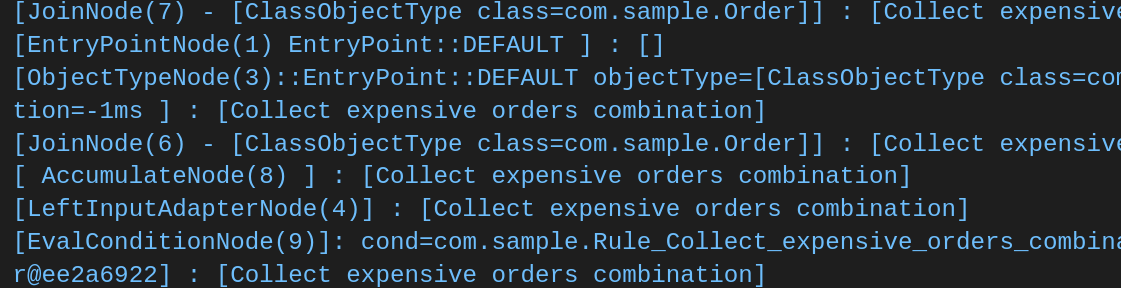 [JoinNode(7) - [ClassObjectType class=com.sample.Order]] : [Collect expensive
[EntryPointNode(1) EntryPoint::DEFAULT ] : []
[ObjectTypeNode(3)::EntryPoint::DEFAULT objectType=[ClassObjectType class=com
tion=-1ms ] : [Collect expensive orders combination]
[JoinNode(6) - [ClassObjectType class=com.sample.Order]] : [Collect expensive
[ AccumulateNode(8) ] : [Collect expensive orders combination]
[LeftInputAdapterNode(4)] : [Collect expensive orders combination]
[EvalConditionNode(9)]: cond=com.sample.Rule_Collect_expensive_orders_combina
r@ee2a6922] : [Collect expensive orders combination]